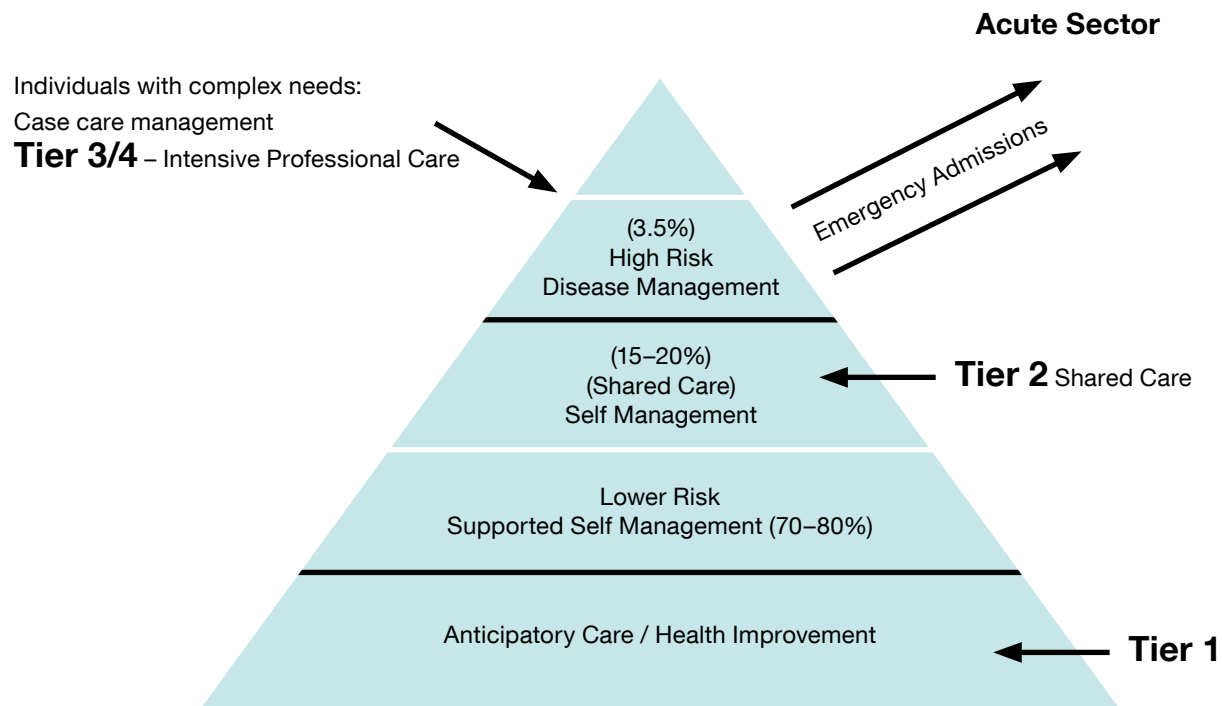 Acute Sector
Individuals with complex needs:
Case care management
Tier 3/4 – Intensive Professional Care
Emergency Admissions
(3.5%)
High Risk
Disease Management
(15–20%)
(Shared Care)
Self Management
Tier 2 Shared Care
Lower Risk
Supported Self Management (70–80%)
Anticipatory Care / Health Improvement
Tier 1